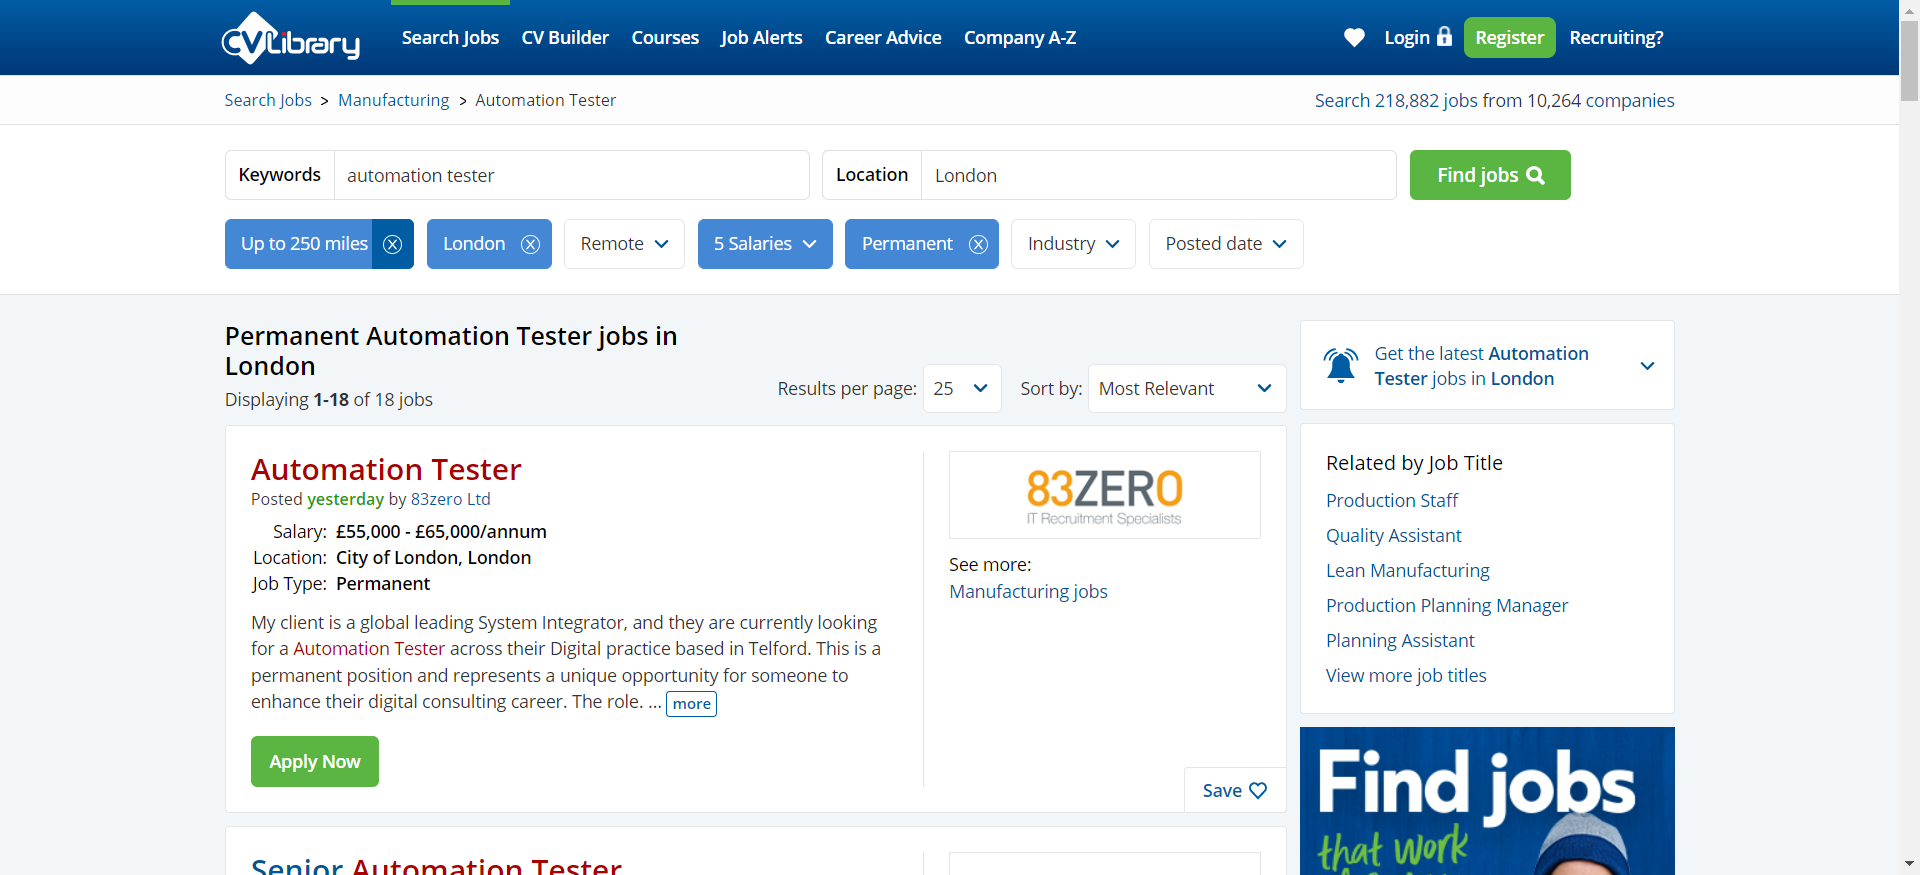 CVLibrary
Search Jobs CV Builder Courses Job Alerts Career Advice Company A-Z Login Register Recruiting?
Search Jobs > Manufacturing > Automation Tester
Search 218,882 jobs from 10,264 companies
Keywords automation tester Location London Find jobs
Up to 250 miles London Remote 5 Salaries Permanent Industry Posted date
Permanent Automation Tester jobs in
London
Displaying 1-18 of 18 jobs
Results per page: 25 Sort by: Most Relevant
Automation Tester
Posted yesterday by 83zero Ltd
Salary: £55,000 - £65,000/annum
Location: City of London, London
Job Type: Permanent
My client is a global leading System Integrator, and they are currently looking
for a Automation Tester across their Digital practice based in Telford. This is a
permanent position and represents a unique opportunity for someone to
enhance their digital consulting career. The role. ... more
Apply Now
83ZERO
IT Recruitment Specialists
See more:
Manufacturing jobs
Save
Senior Automation Tester
Get the latest Automation
Tester jobs in London
Related by Job Title
Production Staff
Quality Assistant
Lean Manufacturing
Production Planning Manager
Planning Assistant
View more job titles
Find jobs
that work